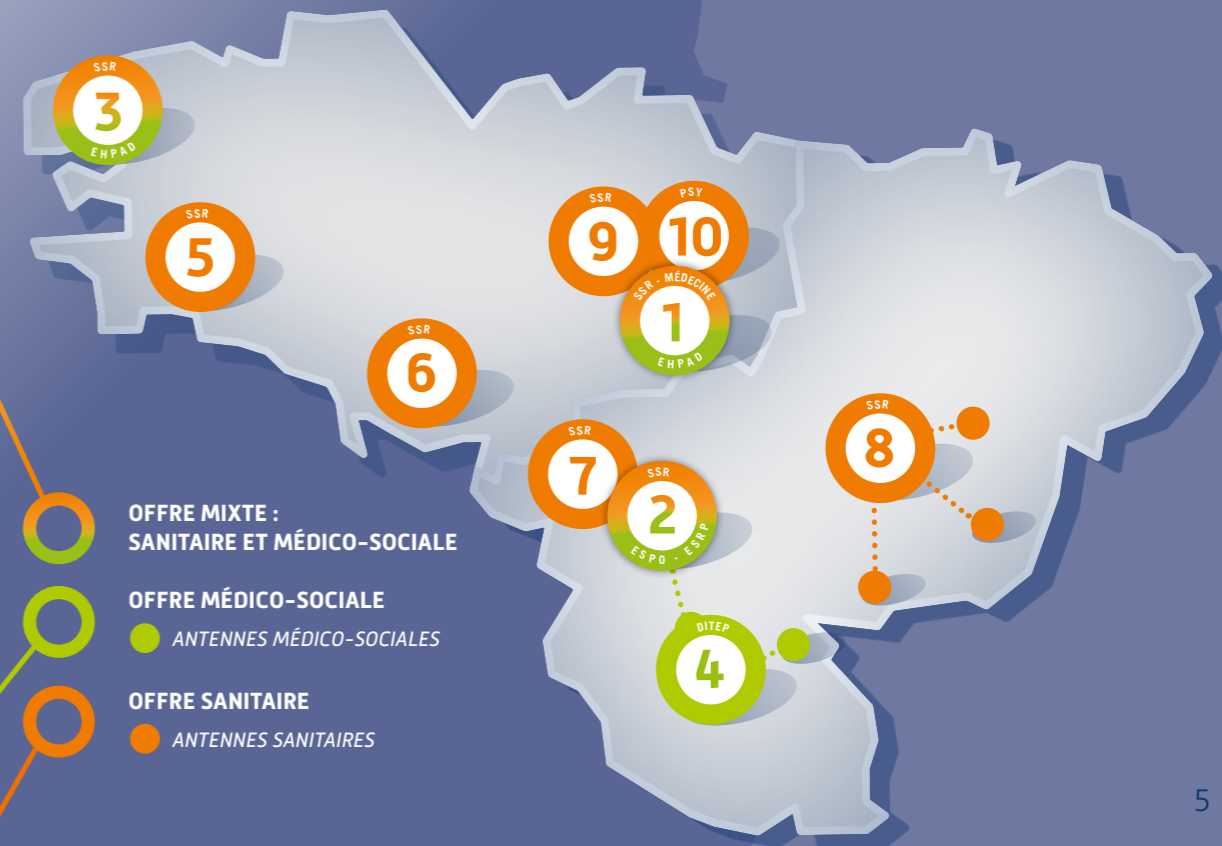 SSR
3
EHPAD
SSR
5
SSR
6
SSR
9
PSY
10
SSR - MÉDECINE
1
EHPAD
SSR
7
SSR
2
ESPO - ESRP
DITEP
4
SSR
8
OFFRE MIXTE :
SANITAIRE ET MÉDICO-SOCIALE
OFFRE MÉDICO-SOCIALE
ANTENNES MÉDICO-SOCIALES
OFFRE SANITAIRE
ANTENNES SANITAIRES
5